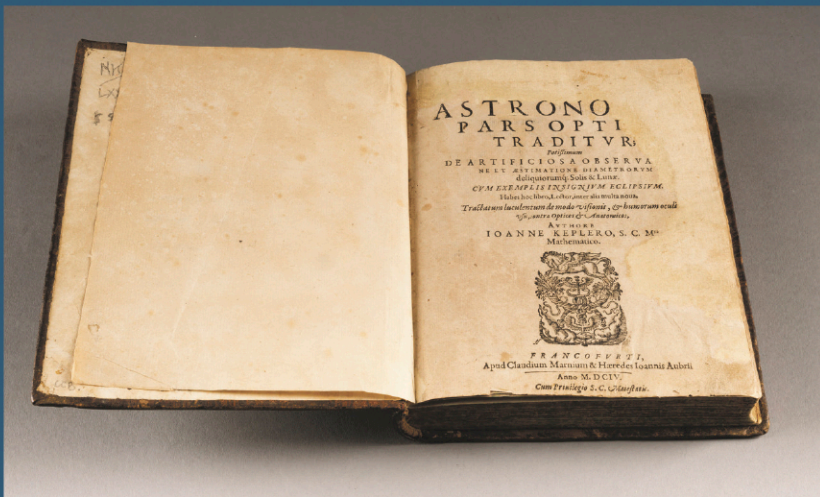 ASTRONO
PARS OPTI
TRADITVR;
Potissimum
DE ARTIFICIOSA OBSERVA
NE ET ÆSTIMATIONE DIAMETRORVM
deliquiorumq; Solis & Lunæ.
CVM EXEMPLIS INSIGNIVM ECLIPSIVM.
Habes hoc libro, Lector, inter alia multa noua,
Tractatum luculentum de modo visionis, & humorum oculi
vsu, contra Opticos & Anatomicos,
AVTHORE
IOANNE KEPLERO, S. C. Mtis
Mathematico.
FRANCOFVRTI,
Apud Claudium Marnium & Hæredes Ioannis Aubrii
Anno M. DCIV.
Cum Priuilegio S. C. Maiestatis.